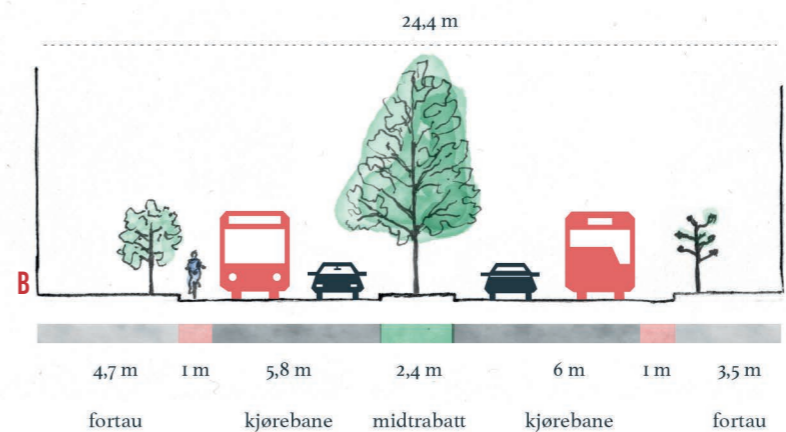 24,4 m
B
4,7 m 1 m 5,8 m 2,4 m 6 m 1 m 3,5 m
fortau kjørebane midtrabatt kjørebane fortau